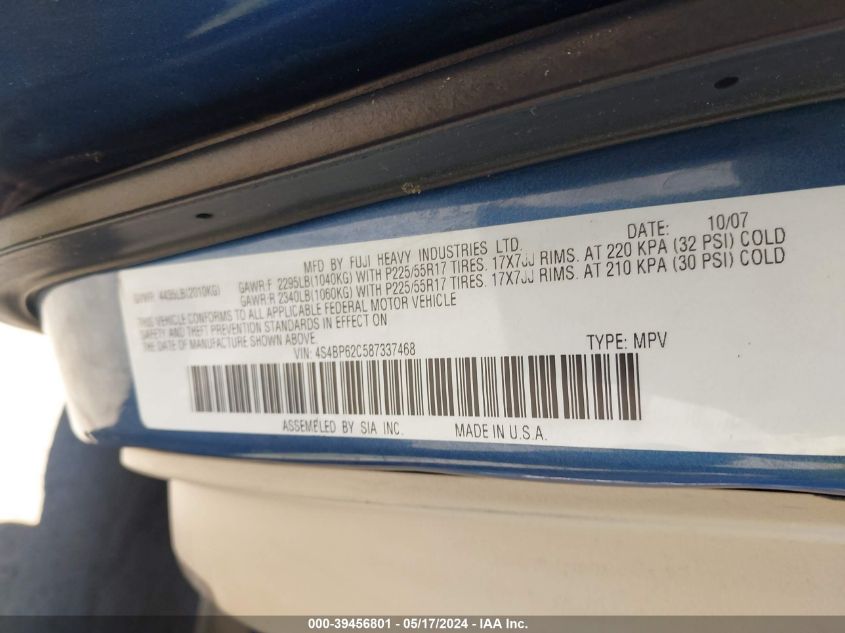 MFD BY FUJI HEAVY INDUSTRIES LTD. DATE: 10/07
GVWR: 4435LB(2010KG) GAWR:F 2295LB(1040KG) WITH P225/55R17 TIRES. 17X7JJ RIMS. AT 220 KPA (32 PSI) COLD
GAWR:R 2340LB(1060KG) WITH P225/55R17 TIRES. 17X7JJ RIMS. AT 210 KPA (30 PSI) COLD
THIS VEHICLE CONFORMS TO ALL APPLICABLE FEDERAL MOTOR VEHICLE
SAFETY AND THEFT PREVENTION STANDARDS IN EFFECT ON
THE DATE OF MANUFACTURE SHOWN ABOVE.
VIN: 4S4BP62C587337468 TYPE: MPV
ASSEMBLED BY SIA INC. MADE IN U.S.A.
000-39456801 - 05/17/2024 - IAA Inc.